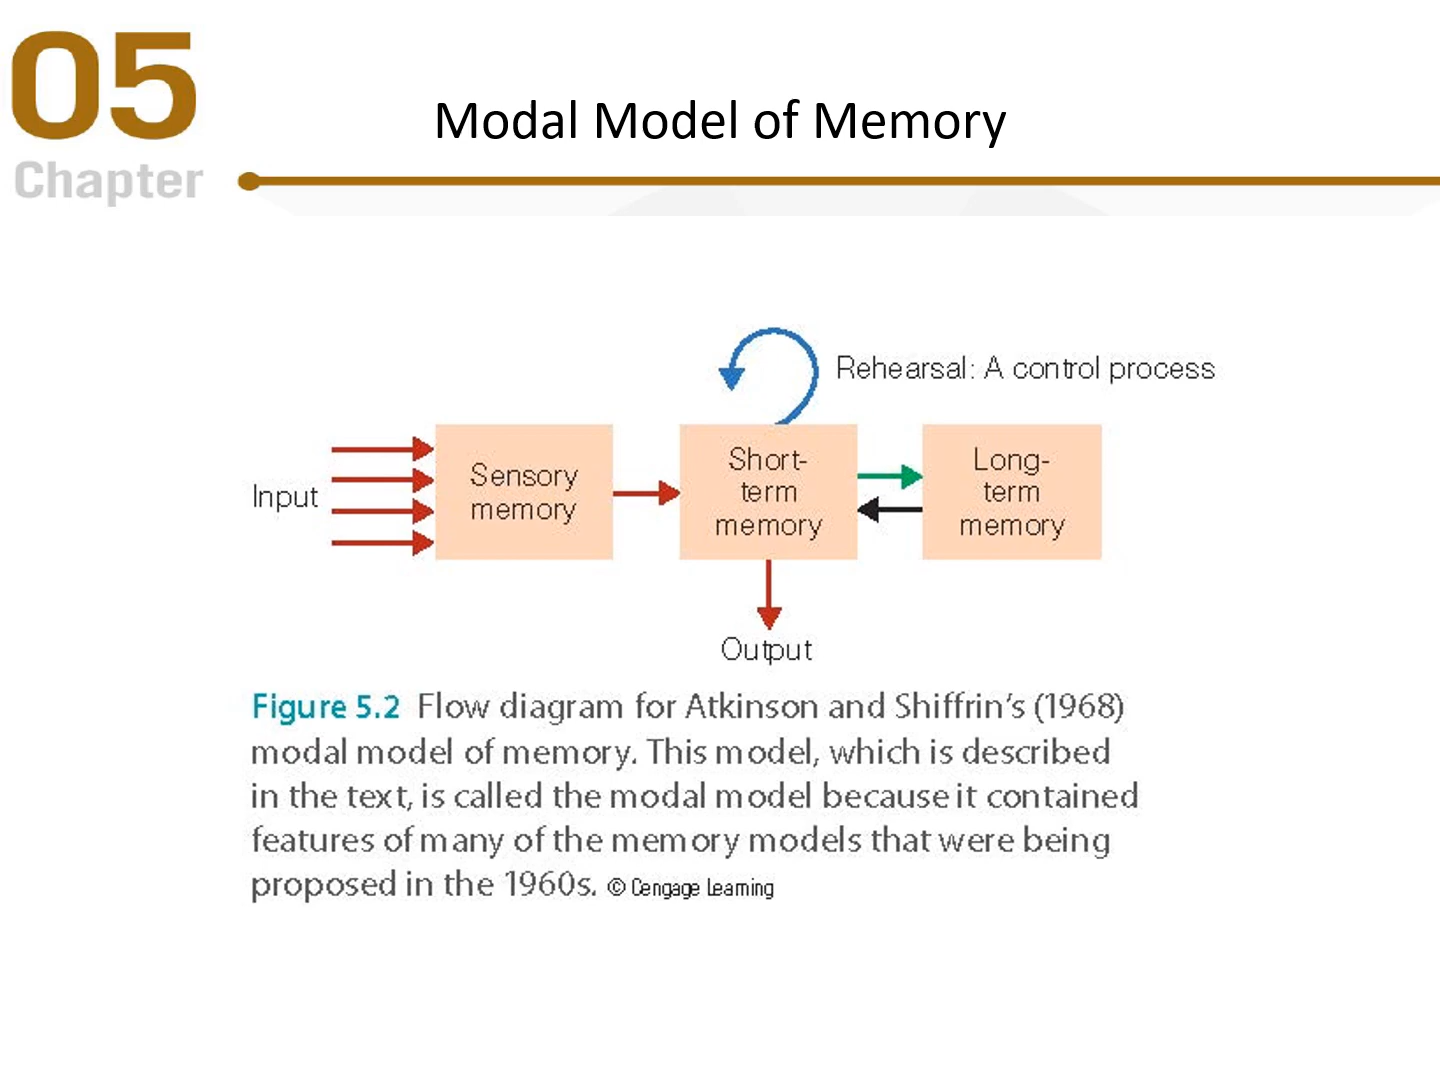 05
Chapter
Modal Model of Memory
Rehearsal: A control process
Input
Sensory
memory
Short-
term
memory
Long-
term
memory
Output
Figure 5.2 Flow diagram for Atkinson and Shiffrin's (1968)
modal model of memory. This model, which is described
in the text, is called the modal model because it contained
features of many of the memory models that were being
proposed in the 1960s. © Cengage Learning